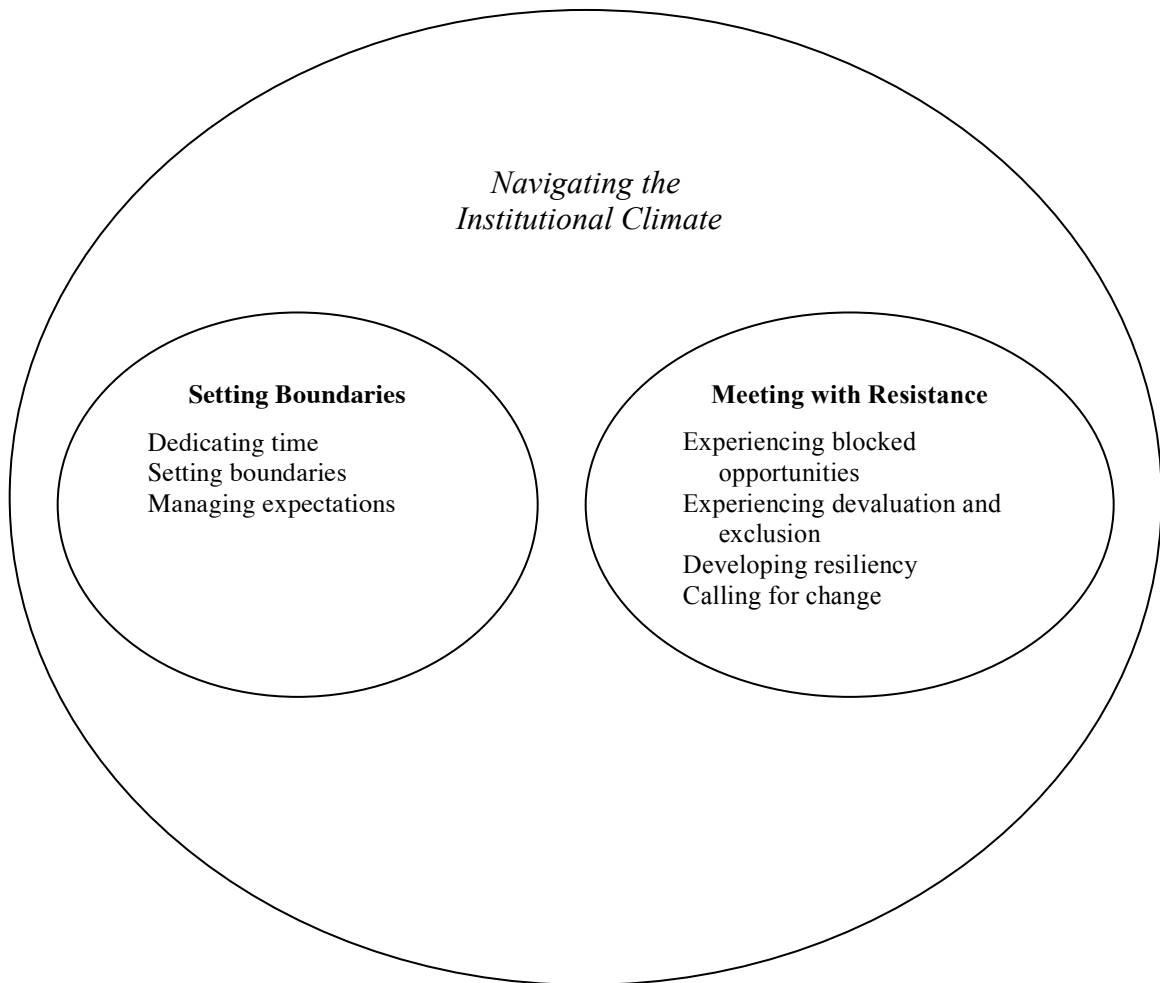 Navigating the
Institutional Climate
Setting Boundaries
Dedicating time
Setting boundaries
Managing expectations
Meeting with Resistance
Experiencing blocked
opportunities
Experiencing devaluation and
exclusion
Developing resiliency
Calling for change